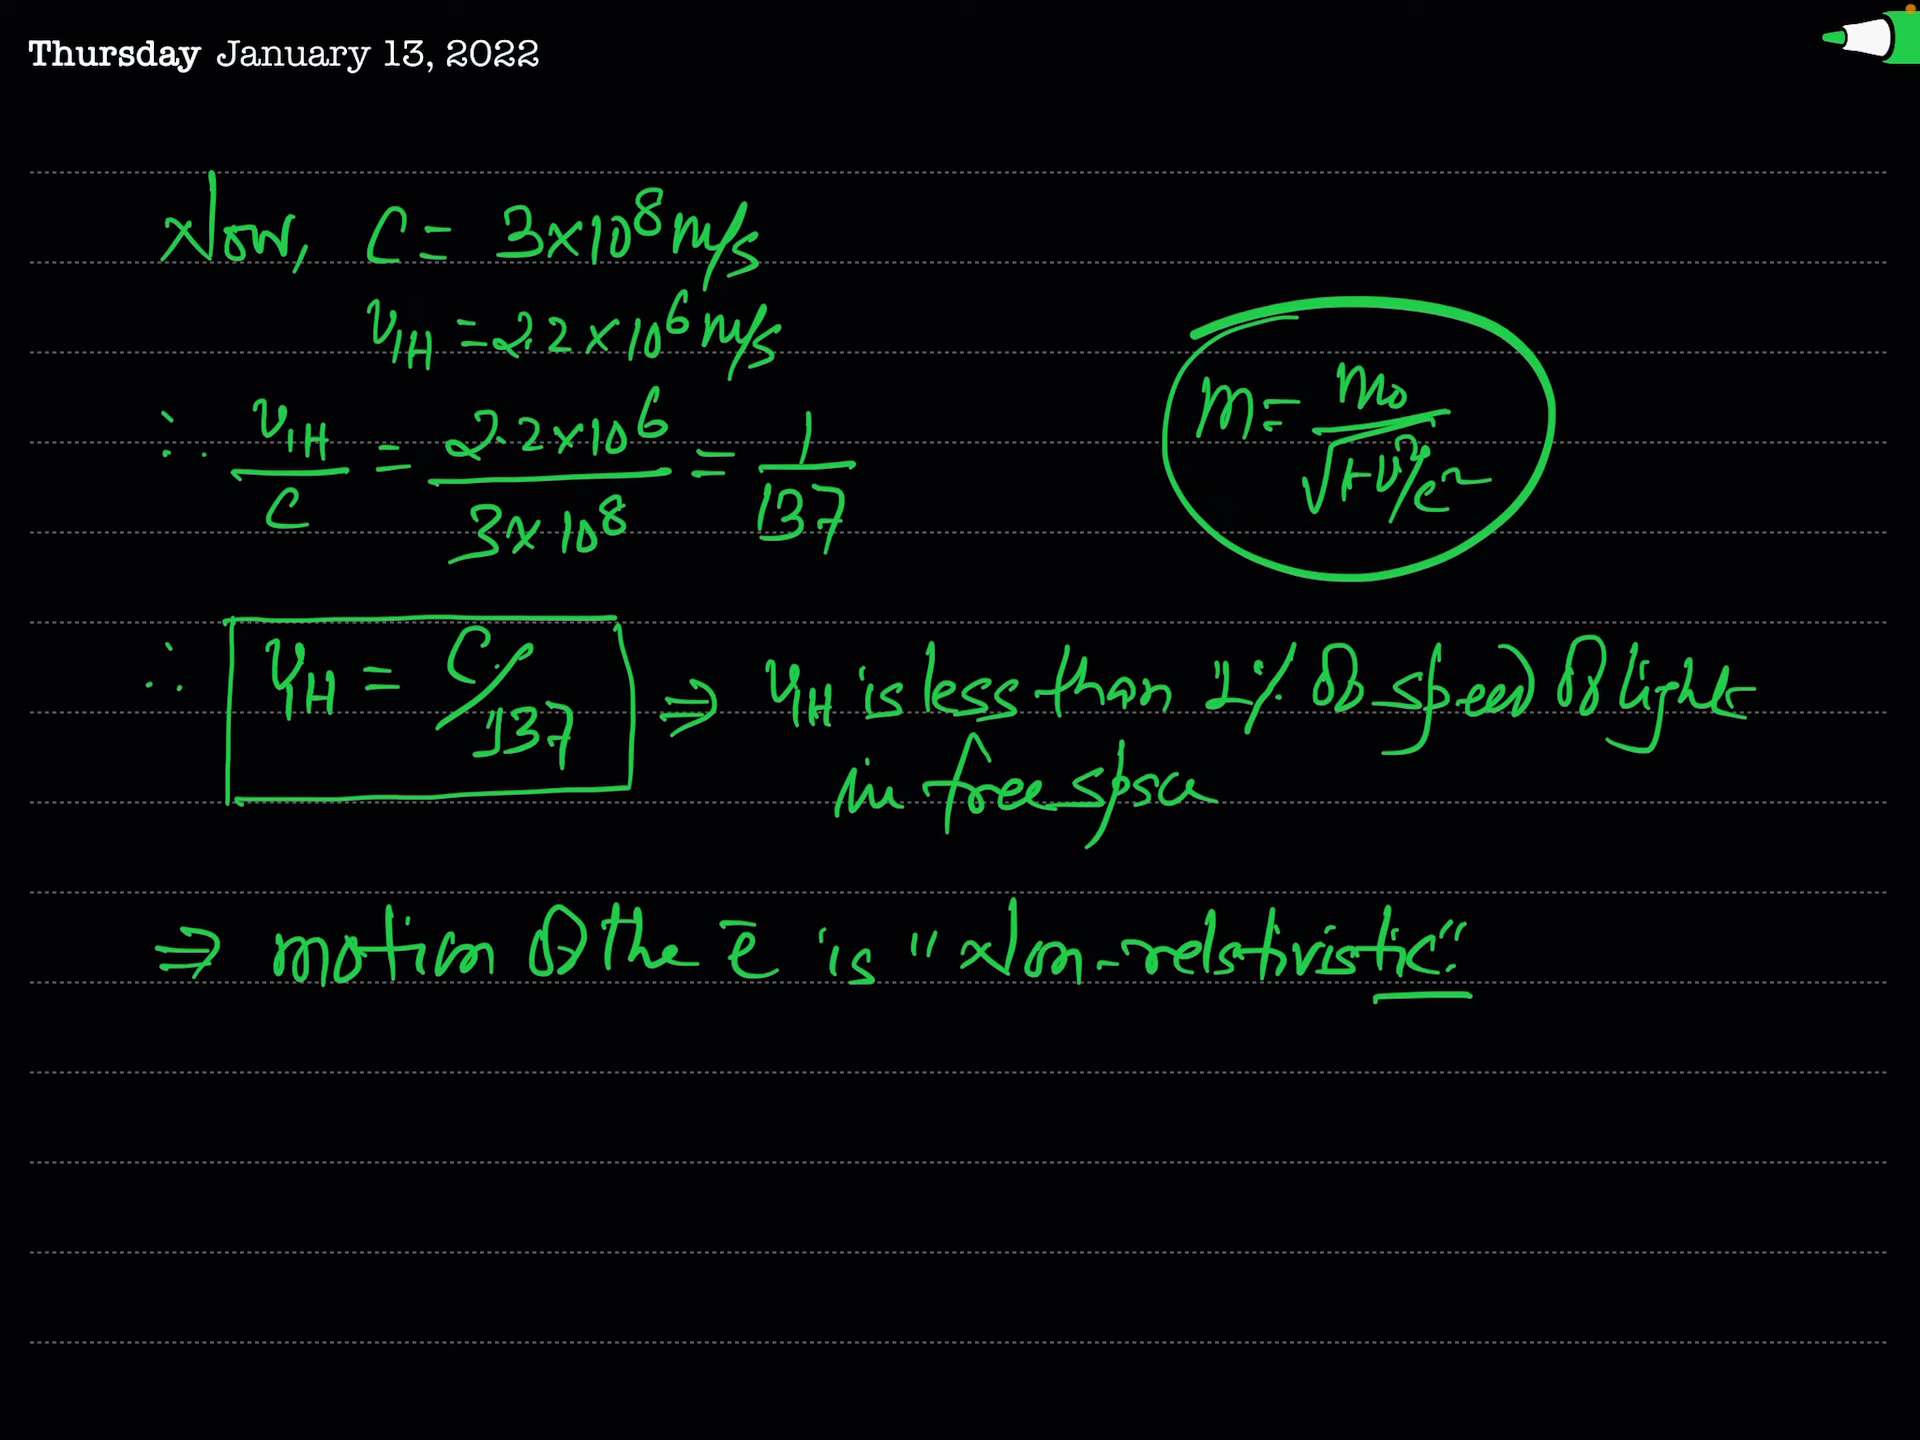 Thursday January 13, 2022
Now, C = 3×10⁸ m/s
v₁H = 2.2 × 10⁶ m/s
∴ v₁H/C = 2.2×10⁶/3×10⁸ = 1/137
m = m₀/√1-v²/c²
∴ v₁H = C/137 ⇒ v₁H is less than 1% of speed of light
in free space
⇒ motion of the e⁻ is "Non-relativistic".